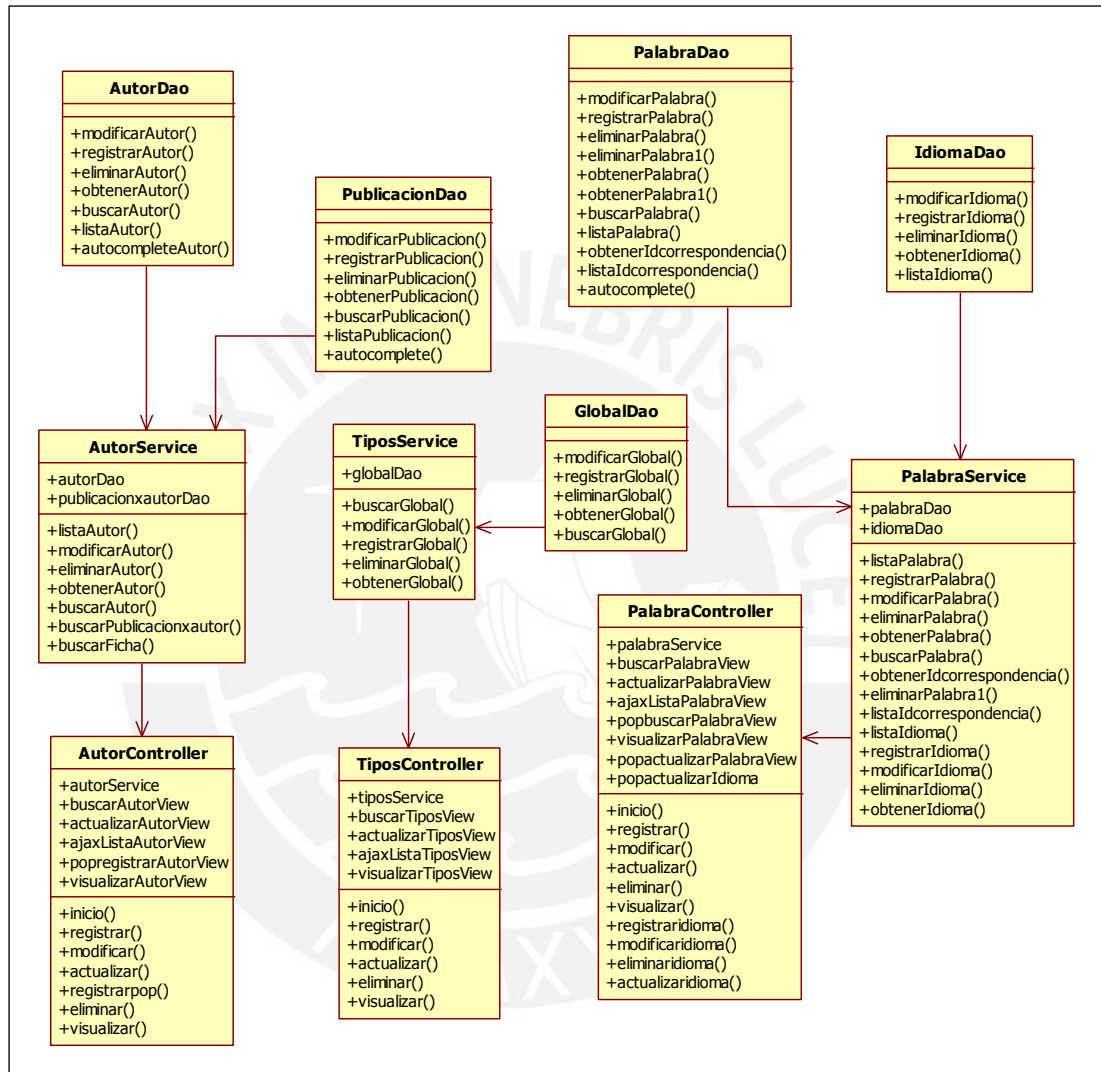 AutorDao
+modificarAutor()
+registrarAutor()
+eliminarAutor()
+obtenerAutor()
+buscarAutor()
+listaAutor()
+autocompleteAutor()
PublicacionDao
+modificarPublicacion()
+registrarPublicacion()
+eliminarPublicacion()
+obtenerPublicacion()
+buscarPublicacion()
+listaPublicacion()
+autocomplete()
PalabraDao
+modificarPalabra()
+registrarPalabra()
+eliminarPalabra()
+eliminarPalabra1()
+obtenerPalabra()
+obtenerPalabra1()
+buscarPalabra()
+listaPalabra()
+obtenerIdcorrespondencia()
+listaIdcorrespondencia()
+autocomplete()
IdiomaDao
+modificarIdioma()
+registrarIdioma()
+eliminarIdioma()
+obtenerIdioma()
+listaIdioma()
AutorService
+autorDao
+publicacionxautorDao
+listaAutor()
+modificarAutor()
+eliminarAutor()
+obtenerAutor()
+buscarAutor()
+buscarPublicacionxautor()
+buscarFicha()
TiposService
+globalDao
+buscarGlobal()
+modificarGlobal()
+registrarGlobal()
+eliminarGlobal()
+obtenerGlobal()
GlobalDao
+modificarGlobal()
+registrarGlobal()
+eliminarGlobal()
+obtenerGlobal()
+buscarGlobal()
PalabraService
+palabraDao
+idiomaDao
+listaPalabra()
+registrarPalabra()
+modificarPalabra()
+eliminarPalabra()
+obtenerPalabra()
+buscarPalabra()
+obtenerIdcorrespondencia()
+eliminarPalabra1()
+listaIdcorrespondencia()
+listaIdioma()
+registrarIdioma()
+modificarIdioma()
+eliminarIdioma()
+obtenerIdioma()
AutorController
+autorService
+buscarAutorView
+actualizarAutorView
+ajaxListaAutorView
+popregistrarAutorView
+visualizarAutorView
+inicio()
+registrar()
+modificar()
+actualizar()
+registrarpop()
+eliminar()
+visualizar()
TiposController
+tiposService
+buscarTiposView
+actualizarTiposView
+ajaxListaTiposView
+visualizarTiposView
+inicio()
+registrar()
+modificar()
+actualizar()
+eliminar()
+visualizar()
PalabraController
+palabraService
+buscarPalabraView
+actualizarPalabraView
+ajaxListaPalabraView
+popbuscarPalabraView
+visualizarPalabraView
+popactualizarPalabraView
+popactualizarIdioma
+inicio()
+registrar()
+modificar()
+actualizar()
+eliminar()
+visualizar()
+registraridioma()
+modificaridioma()
+eliminaridioma()
+actualizaridioma()